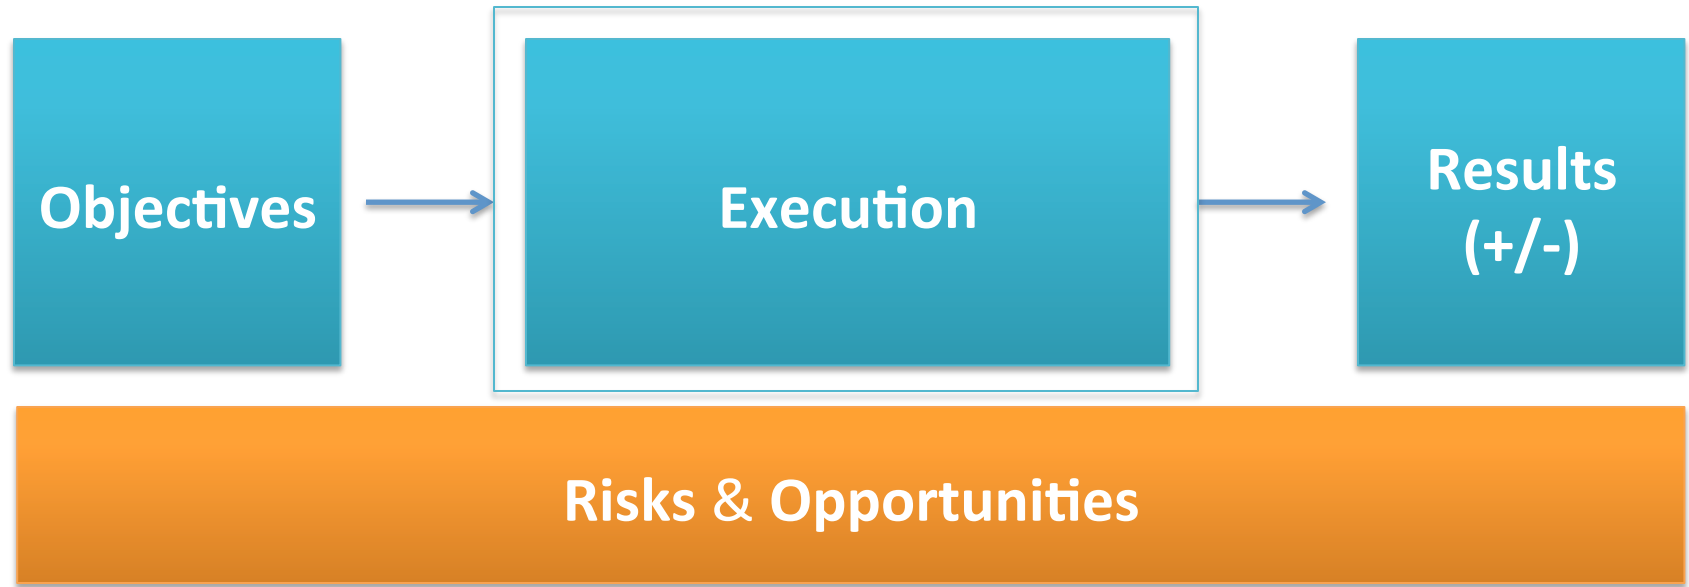 Objectives
Execution
Results
(+/-)
Risks & Opportunities